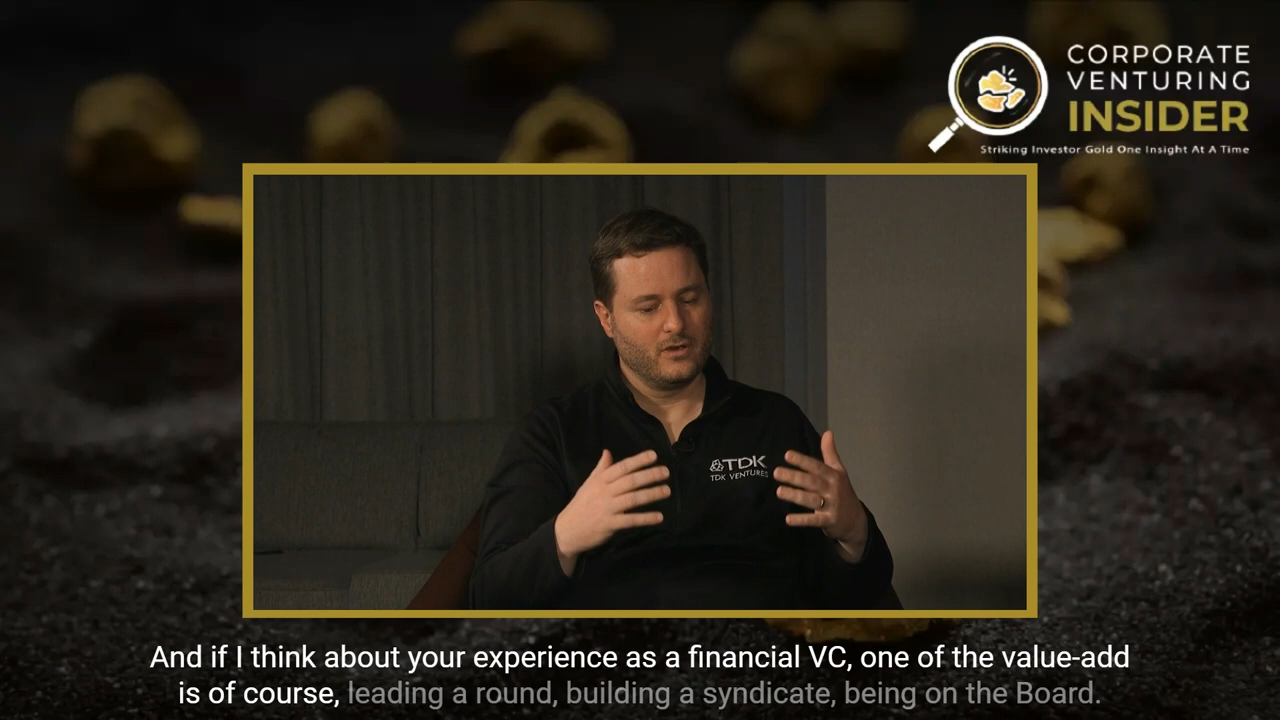 CORPORATE
VENTURING
INSIDER
Striking Investor Gold One Insight At A Time
TDK
TDK VENTURES
And if I think about your experience as a financial VC, one of the value-add
is of course, leading a round, building a syndicate, being on the Board.